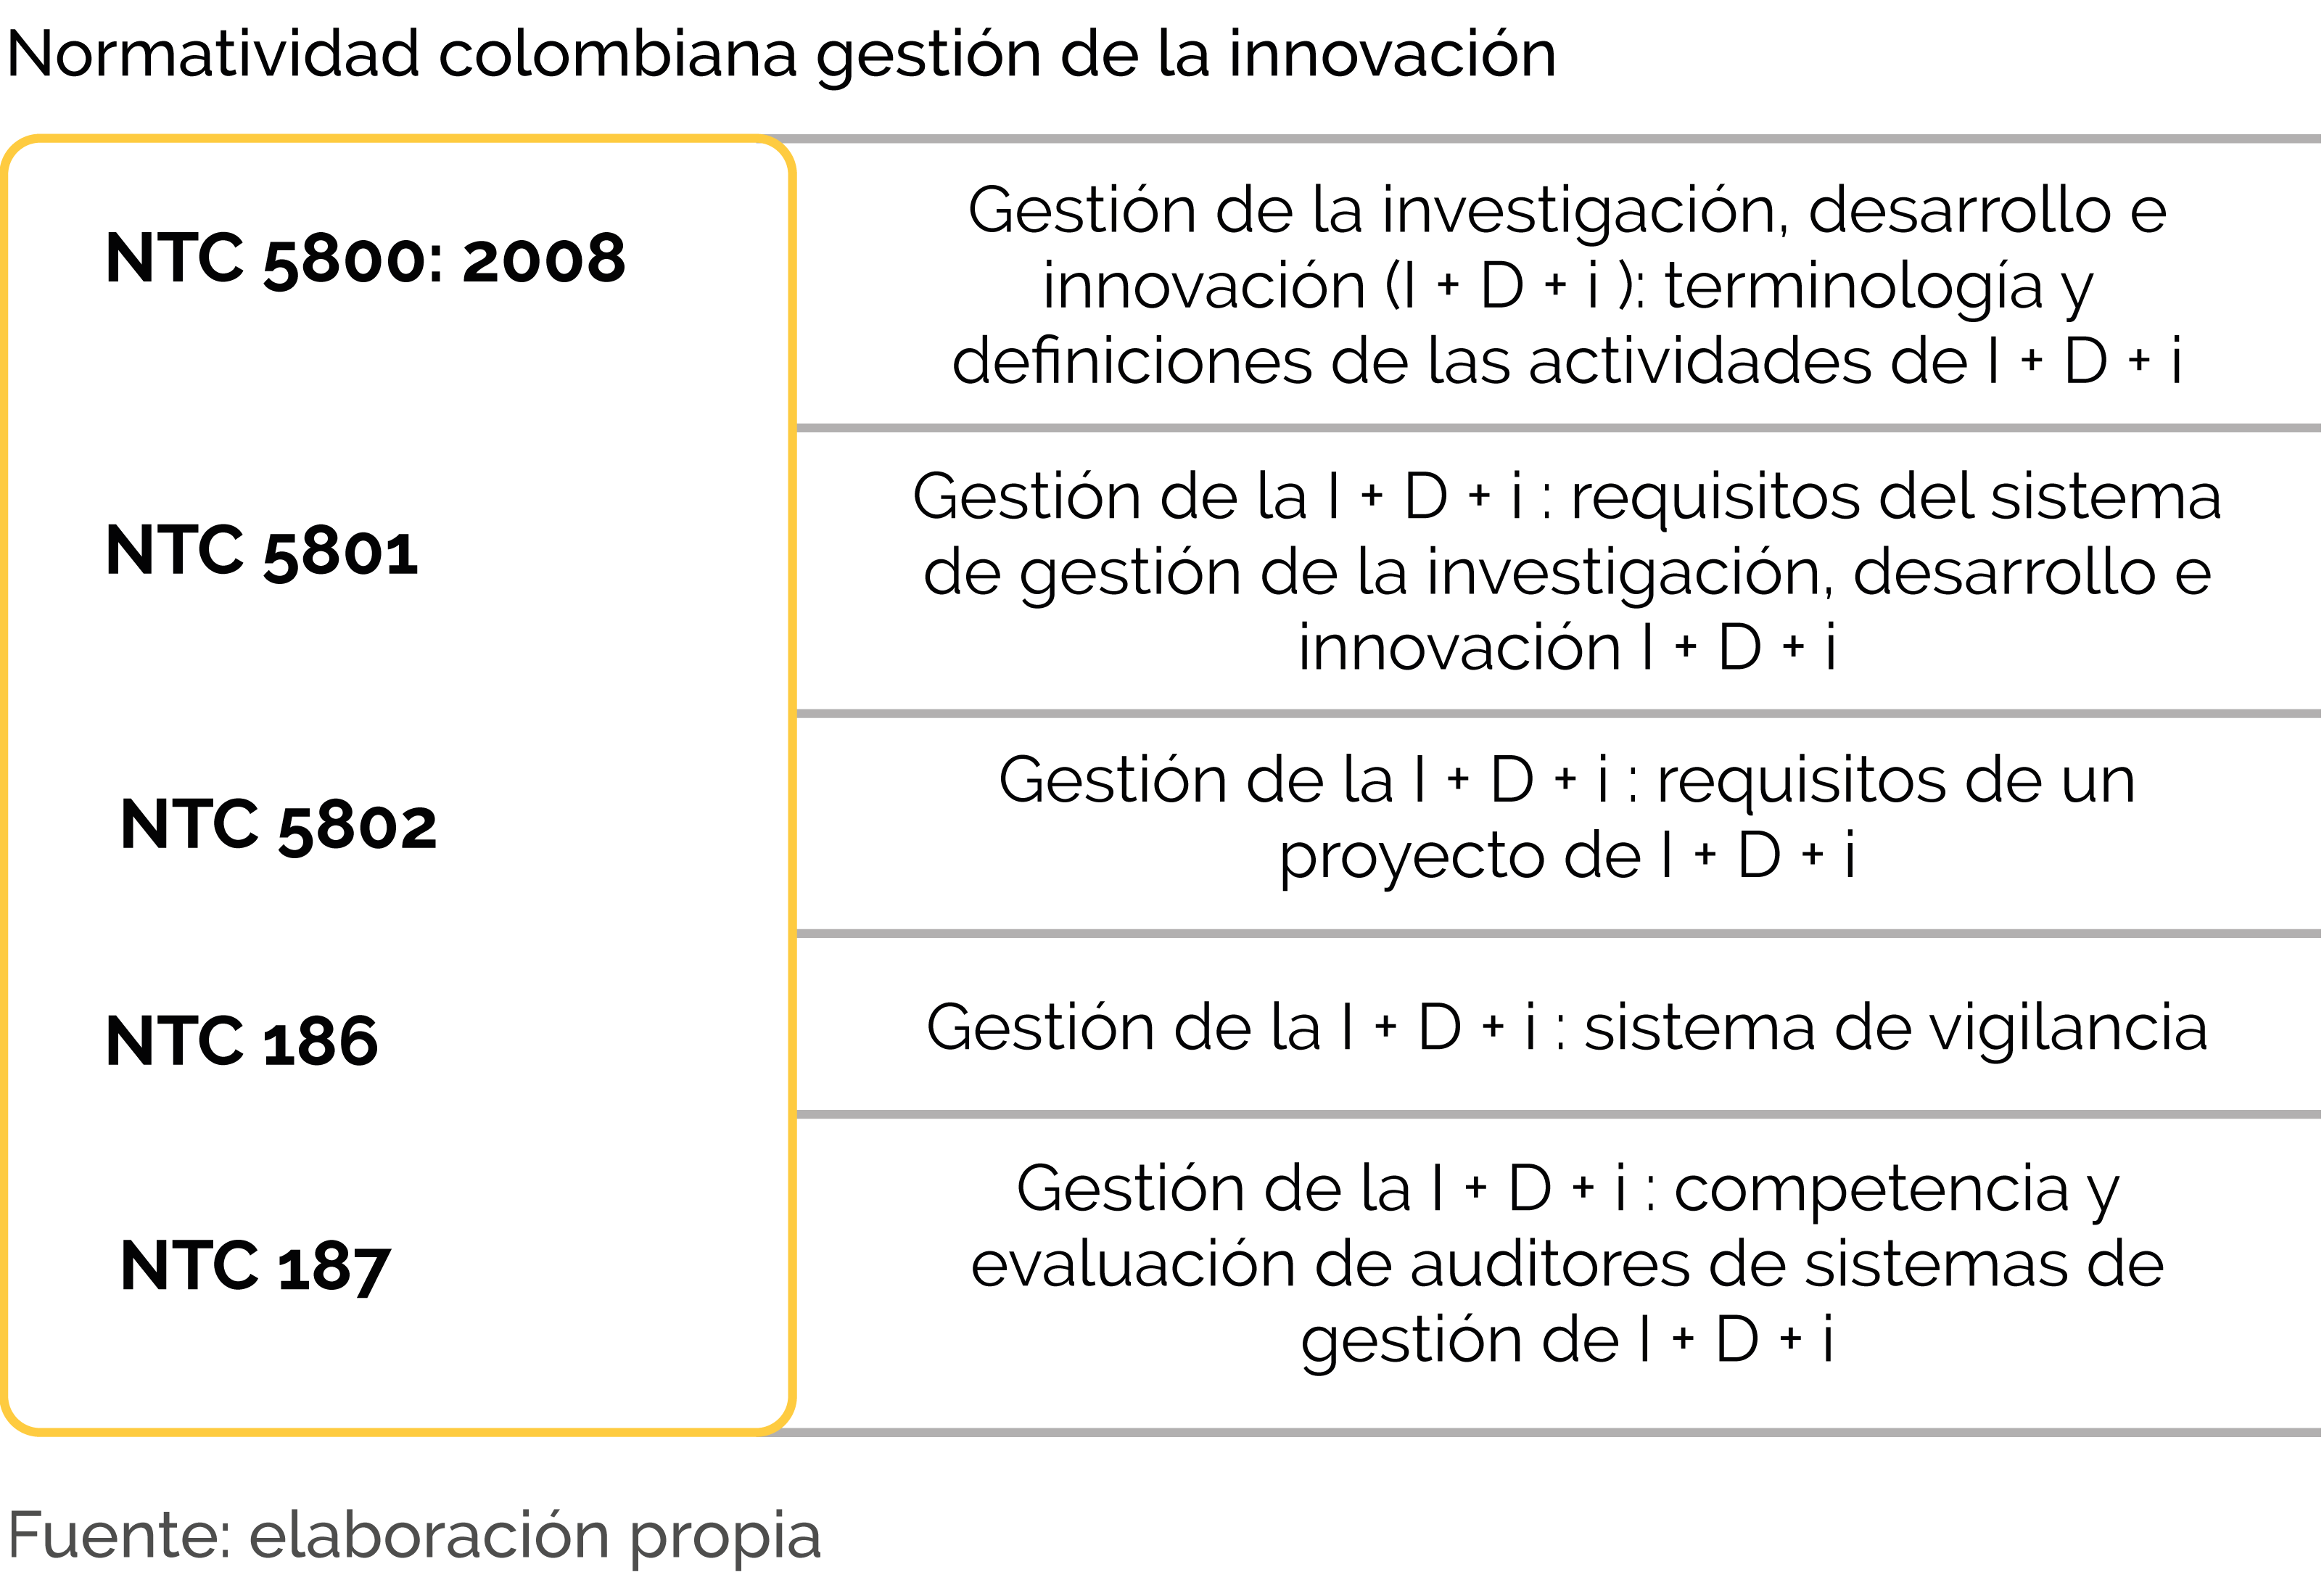 Normatividad colombiana gestión de la innovación
NTC 5800: 2008
Gestión de la investigación, desarrollo e
innovación (I + D + i ): terminología y
definiciones de las actividades de I + D + i
NTC 5801
Gestión de la I + D + i : requisitos del sistema
de gestión de la investigación, desarrollo e
innovación I + D + i
NTC 5802
Gestión de la I + D + i : requisitos de un
proyecto de I + D + i
NTC 186
Gestión de la I + D + i : sistema de vigilancia
NTC 187
Gestión de la I + D + i : competencia y
evaluación de auditores de sistemas de
gestión de I + D + i
Fuente: elaboración propia